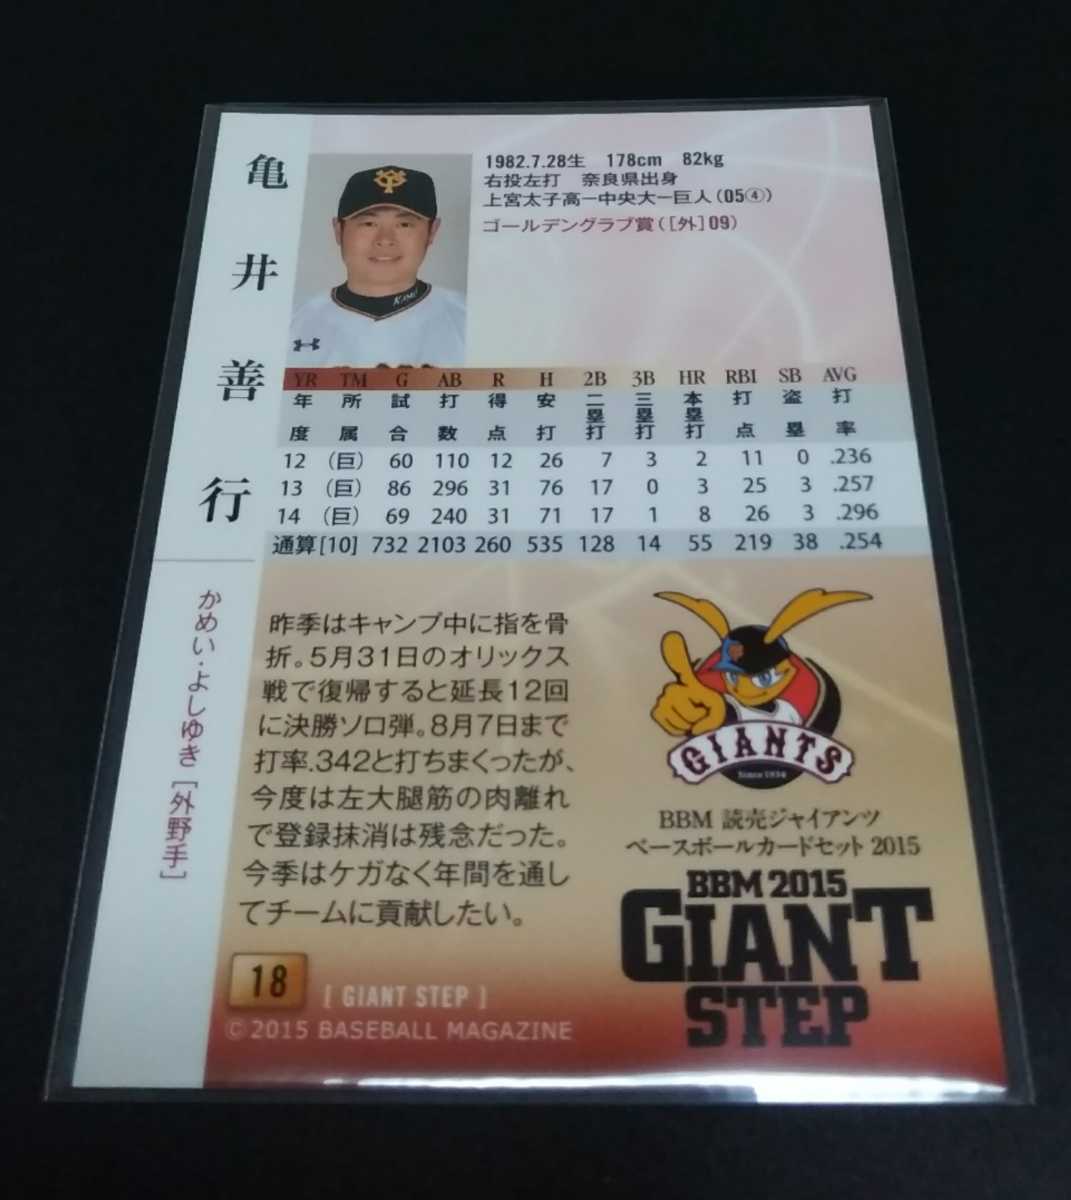 亀井善行
かめい・よしゆき［外野手］
1982.7.28生 178cm 82kg
右投左打 奈良県出身
上宮太子高ー中央大ー巨人（05④）
ゴールデングラブ賞（［外］09）
YR TM G AB R H 2B 3B HR RBI SB AVG
年度 所属 試合 打数 得点 安打 二塁打 三塁打 本塁打 打点 盗塁 打率
12 （巨） 60 110 12 26 7 3 2 11 0 .236
13 （巨） 86 296 31 76 17 0 3 25 3 .257
14 （巨） 69 240 31 71 17 1 8 26 3 .296
通算[10] 732 2103 260 535 128 14 55 219 38 .254
昨季はキャンプ中に指を骨
折。5月31日のオリックス
戦で復帰すると延長12回
に決勝ソロ弾。8月7日まで
打率.342と打ちまくったが、
今度は左大腿筋の肉離れ
で登録抹消は残念だった。
今季はケガなく年間を通し
てチームに貢献したい。
GIANTS
Since 1934
BBM 読売ジャイアンツ
ベースボールカードセット 2015
BBM 2015
GIANT
STEP
18
[ GIANT STEP ]
© 2015 BASEBALL MAGAZINE